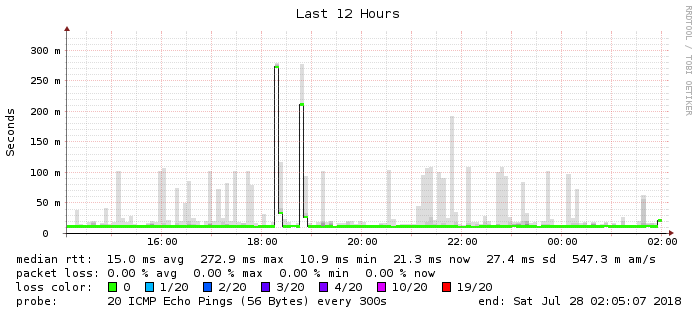 Last 12 Hours
RRDTOOL / TOBI OETIKER
Seconds
300 m
250 m
200 m
150 m
100 m
50 m
0
16:00 18:00 20:00 22:00 00:00 02:00
median rtt: 15.0 ms avg 272.9 ms max 10.9 ms min 21.3 ms now 27.4 ms sd 547.3 m am/s
packet loss: 0.00 % avg 0.00 % max 0.00 % min 0.00 % now
loss color: 0 1/20 2/20 3/20 4/20 10/20 19/20
probe: 20 ICMP Echo Pings (56 Bytes) every 300s end: Sat Jul 28 02:05:07 2018